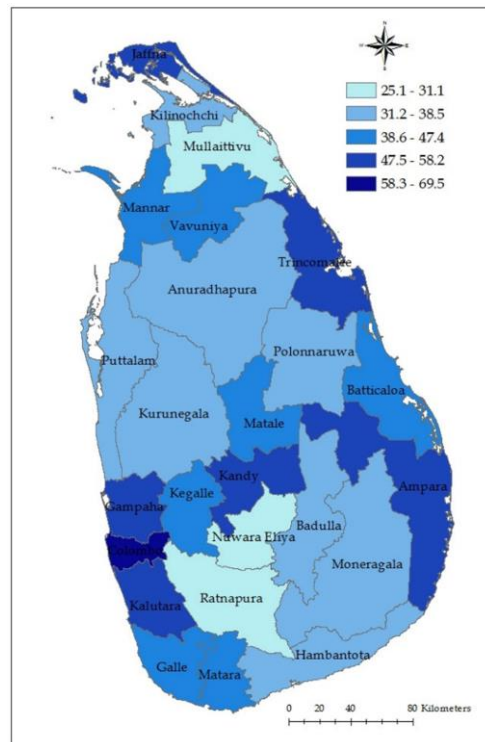 N
W
E
S
25.1 - 31.1
31.2 - 38.5
38.6 - 47.4
47.5 - 58.2
58.3 - 69.5
Jaffna
Kilinochchi
Mullaittivu
Mannar
Vavuniya
Trincomalee
Anuradhapura
Polonnaruwa
Puttalam
Batticaloa
Kurunegala
Matale
Kandy
Kegalle
Ampara
Gampaha
Badulla
Nuwara Eliya
Colombo
Moneragala
Ratnapura
Kalutara
Hambantota
Galle
Matara
0 20 40 80 Kilometers